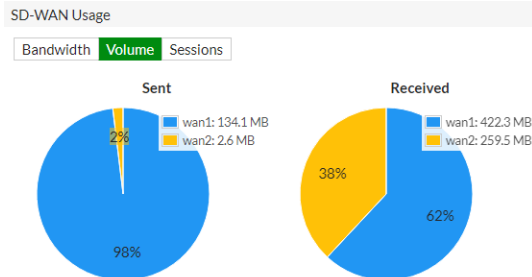 SD-WAN Usage
Bandwidth Volume Sessions
Sent
wan1: 134.1 MB
wan2: 2.6 MB
2%
98%
Received
wan1: 422.3 MB
wan2: 259.5 MB
38%
62%